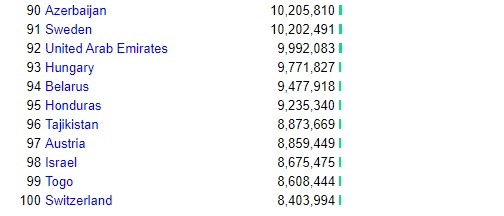 90 Azerbaijan 10,205,810
91 Sweden 10,202,491
92 United Arab Emirates 9,992,083
93 Hungary 9,771,827
94 Belarus 9,477,918
95 Honduras 9,235,340
96 Tajikistan 8,873,669
97 Austria 8,859,449
98 Israel 8,675,475
99 Togo 8,608,444
100 Switzerland 8,403,994